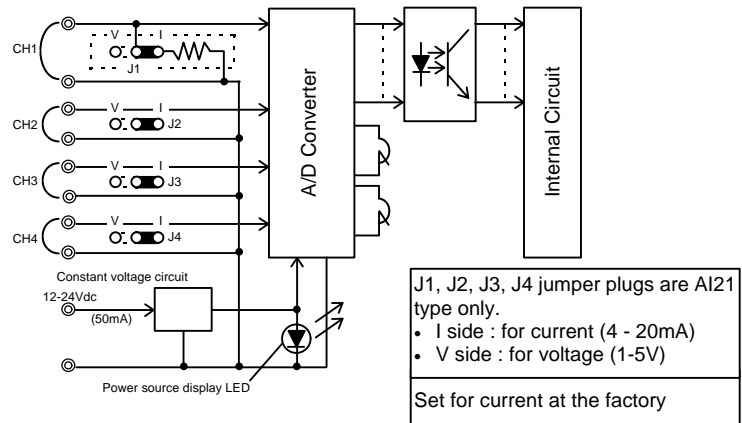 CH1
V I
J1
CH2
V I
J2
CH3
V I
J3
CH4
V I
J4
A/D Converter
Internal Circuit
Constant voltage circuit
12-24Vdc
(50mA)
Power source display LED
J1, J2, J3, J4 jumper plugs are AI21
type only.
• I side : for current (4 - 20mA)
• V side : for voltage (1-5V)
Set for current at the factory